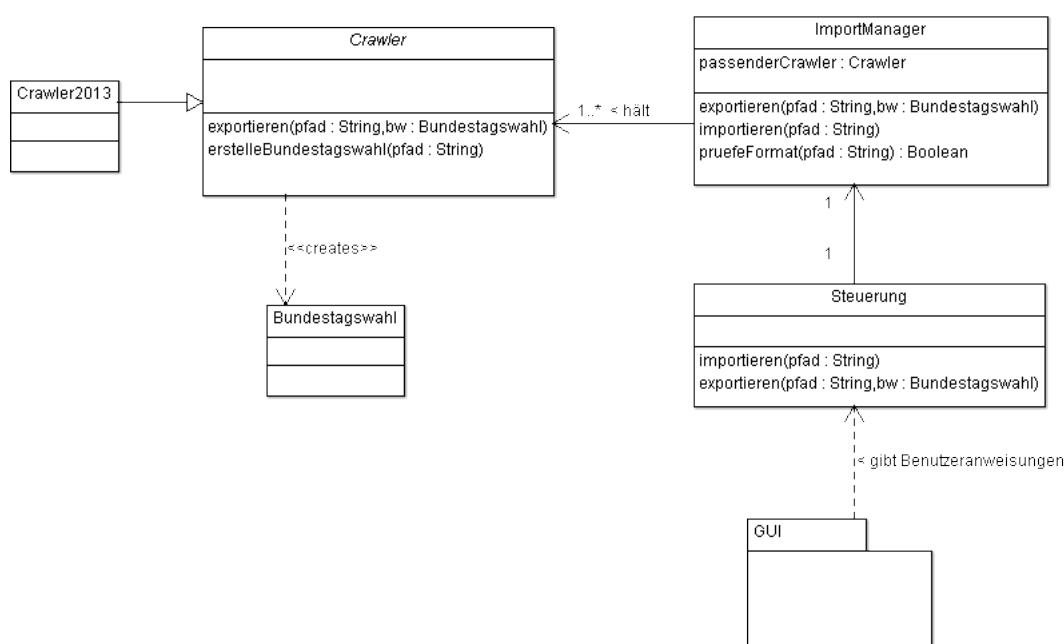 Crawler
ImportManager
passenderCrawler : Crawler
Crawler2013
1..* < hält
exportieren(pfad : String,bw : Bundestagswahl)
erstelleBundestagswahl(pfad : String)
exportieren(pfad : String,bw : Bundestagswahl)
importieren(pfad : String)
pruefeFormat(pfad : String) : Boolean
1
<<creates>>
1
Bundestagswahl
Steuerung
importieren(pfad : String)
exportieren(pfad : String,bw : Bundestagswahl)
< gibt Benutzeranweisungen
GUI